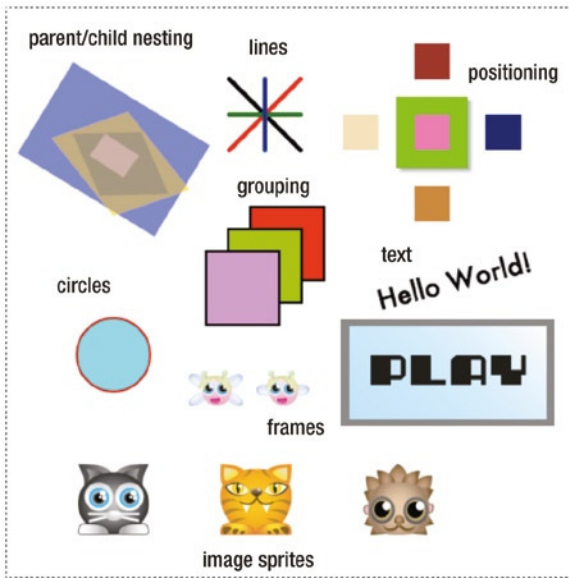 parent/child nesting
lines
positioning
grouping
text
Hello World!
circles
PLAY
frames
image sprites